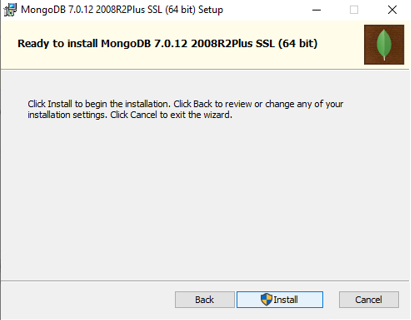 MongoDB 7.0.12 2008R2Plus SSL (64 bit) Setup
Ready to install MongoDB 7.0.12 2008R2Plus SSL (64 bit)
Click Install to begin the installation. Click Back to review or change any of your
installation settings. Click Cancel to exit the wizard.
Back
Install
Cancel